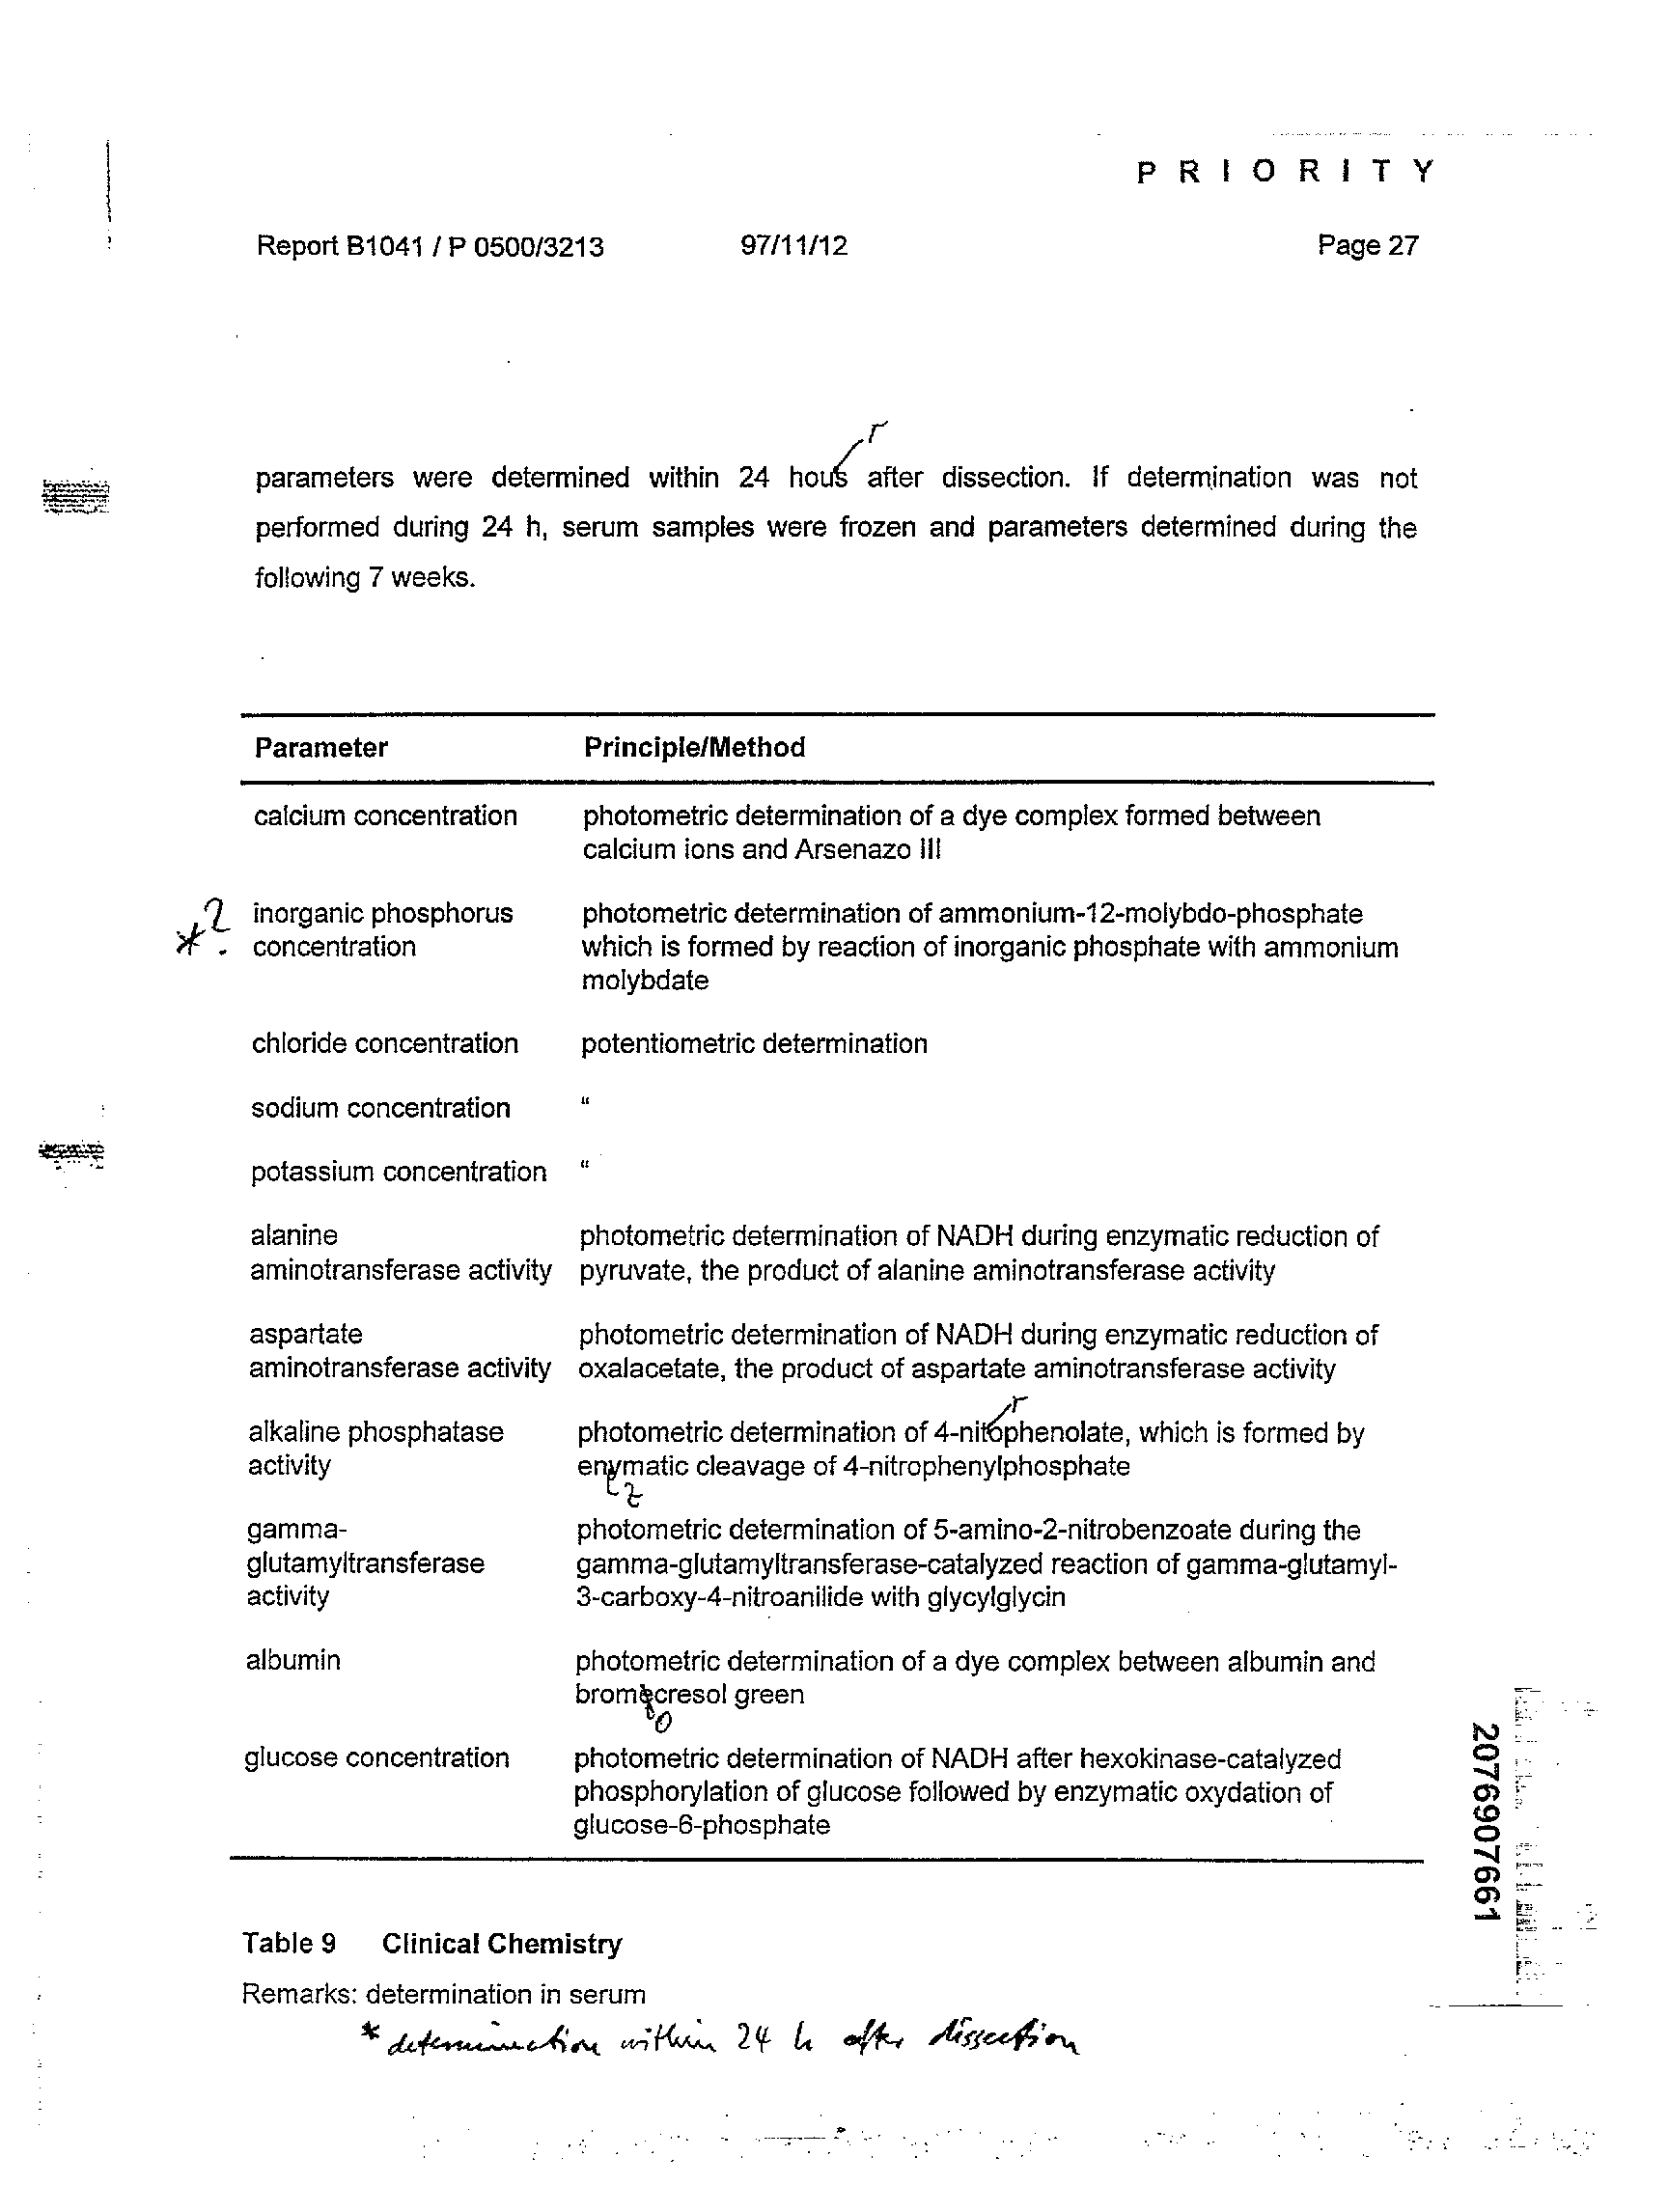 P R I O R I T Y
Report B1041 / P 0500/3213 97/11/12 Page 27
r
parameters were determined within 24 hous after dissection. If determination was not
performed during 24 h, serum samples were frozen and parameters determined during the
following 7 weeks.
Parameter Principle/Method
calcium concentration photometric determination of a dye complex formed between
calcium ions and Arsenazo III
*? inorganic phosphorus photometric determination of ammonium-12-molybdo-phosphate
concentration which is formed by reaction of inorganic phosphate with ammonium
molybdate
chloride concentration potentiometric determination
sodium concentration "
potassium concentration "
alanine photometric determination of NADH during enzymatic reduction of
aminotransferase activity pyruvate, the product of alanine aminotransferase activity
aspartate photometric determination of NADH during enzymatic reduction of
aminotransferase activity oxalacetate, the product of aspartate aminotransferase activity
r
alkaline phosphatase photometric determination of 4-nitophenolate, which is formed by
activity enymatic cleavage of 4-nitrophenylphosphate
z
gamma- photometric determination of 5-amino-2-nitrobenzoate during the
glutamyltransferase gamma-glutamyltransferase-catalyzed reaction of gamma-glutamyl-
activity 3-carboxy-4-nitroanilide with glycylglycin
albumin photometric determination of a dye complex between albumin and
bromecresol green
o
glucose concentration photometric determination of NADH after hexokinase-catalyzed
phosphorylation of glucose followed by enzymatic oxydation of
glucose-6-phosphate
2076907661
Table 9 Clinical Chemistry
Remarks: determination in serum
* determination within 24 h after dissection